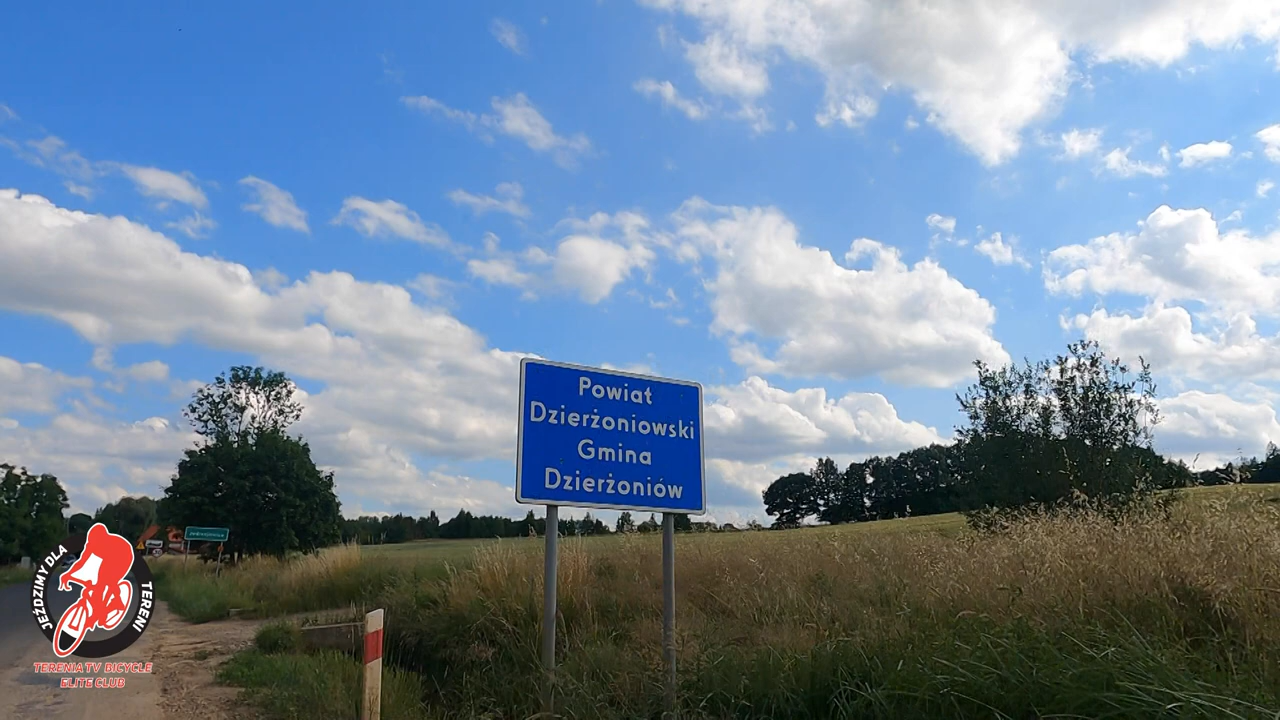 Powiat
Dzierżoniowski
Gmina
Dzierżoniów
JEŹDZIMY DLA TERENI
TERENIA TV BICYCLE
ELITE CLUB